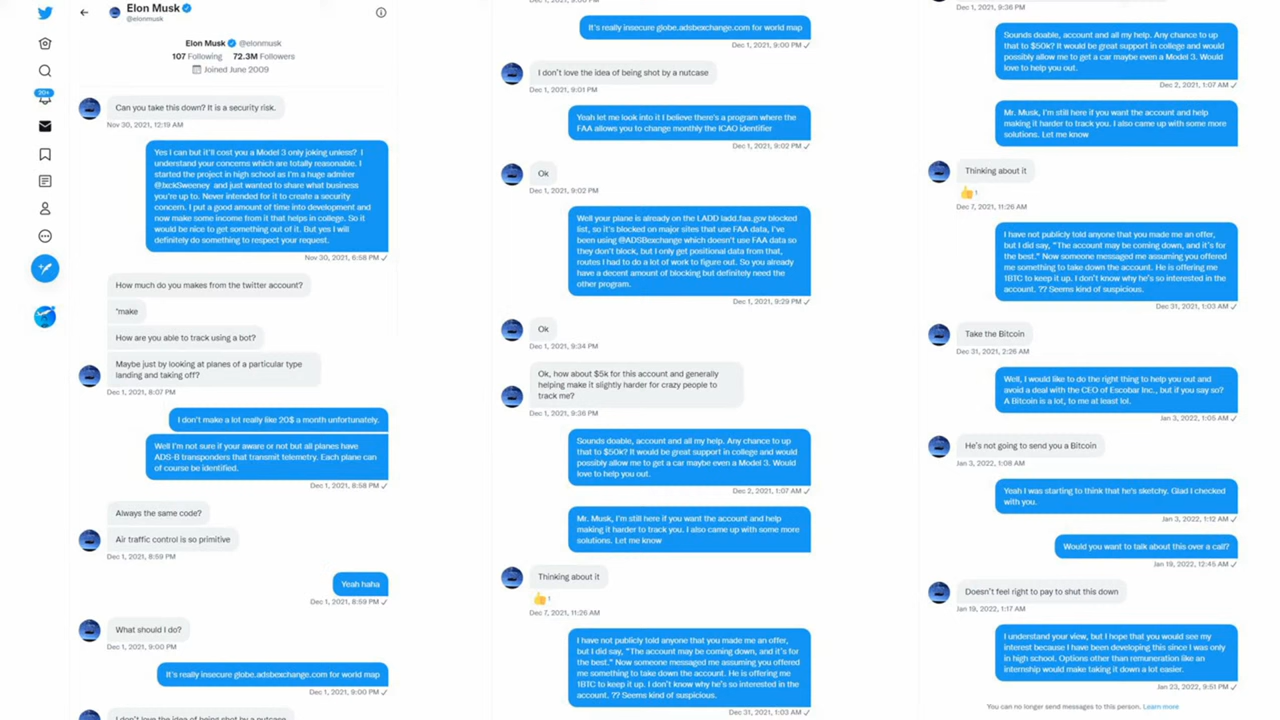 Elon Musk
@elonmusk
Elon Musk @elonmusk
107 Following 72.3M Followers
Joined June 2009
20+
Can you take this down? It is a security risk.
Nov 30, 2021, 12:19 AM
Yes I can but it'll cost you a Model 3 only joking unless? I
understand your concerns which are totally reasonable. I
started the project in high school as I'm a huge admirer
@JxckSweeney and just wanted to share what business
you're up to. Never intended for it to create a security
concern. I put a good amount of time into development and
now make some income from it that helps in college. So it
would be nice to get something out of it. But yes I will
definitely do something to respect your request.
Nov 30, 2021, 6:58 PM
How much do you makes from the twitter account?
*make
How are you able to track using a bot?
Maybe just by looking at planes of a particular type
landing and taking off?
Dec 1, 2021, 8:07 PM
I don't make a lot really like 20$ a month unfortunately.
Well I'm not sure if your aware or not but all planes have
ADS-B transponders that transmit telemetry. Each plane can
of course be identified.
Dec 1, 2021, 8:58 PM
Always the same code?
Air traffic control is so primitive
Dec 1, 2021, 8:59 PM
Yeah haha
Dec 1, 2021, 8:59 PM
What should I do?
Dec 1, 2021, 9:00 PM
It's really insecure globe.adsbexchange.com for world map
Dec 1, 2021, 9:00 PM
I don't love the idea of being shot by a nutcase
It's really insecure globe.adsbexchange.com for world map
Dec 1, 2021, 9:00 PM
I don't love the idea of being shot by a nutcase
Dec 1, 2021, 9:01 PM
Yeah let me look into it I believe there's a program where the
FAA allows you to change monthly the ICAO identifier
Dec 1, 2021, 9:02 PM
Ok
Dec 1, 2021, 9:02 PM
Well your plane is already on the LADD ladd.faa.gov blocked
list, so it's blocked on major sites that use FAA data, I've
been using @ADSBexchange which doesn't use FAA data so
they don't block, but I only get positional data from that,
routes I had to do a lot of work to figure out. So you already
have a decent amount of blocking but definitely need the
other program.
Dec 1, 2021, 9:29 PM
Ok
Dec 1, 2021, 9:34 PM
Ok, how about $5k for this account and generally
helping make it slightly harder for crazy people to
track me?
Dec 1, 2021, 9:36 PM
Sounds doable, account and all my help. Any chance to up
that to $50k? It would be great support in college and would
possibly allow me to get a car maybe even a Model 3. Would
love to help you out.
Dec 2, 2021, 1:07 AM
Mr. Musk, I'm still here if you want the account and help
making it harder to track you. I also came up with some more
solutions. Let me know
Thinking about it
1
Dec 7, 2021, 11:26 AM
I have not publicly told anyone that you made me an offer,
but I did say, "The account may be coming down, and it's for
the best." Now someone messaged me assuming you offered
me something to take down the account. He is offering me
1BTC to keep it up. I don't know why he's so interested in the
account. ?? Seems kind of suspicious.
Dec 31, 2021, 1:03 AM
Dec 1, 2021, 9:36 PM
Sounds doable, account and all my help. Any chance to up
that to $50k? It would be great support in college and would
possibly allow me to get a car maybe even a Model 3. Would
love to help you out.
Dec 2, 2021, 1:07 AM
Mr. Musk, I'm still here if you want the account and help
making it harder to track you. I also came up with some more
solutions. Let me know
Thinking about it
1
Dec 7, 2021, 11:26 AM
I have not publicly told anyone that you made me an offer,
but I did say, "The account may be coming down, and it's for
the best." Now someone messaged me assuming you offered
me something to take down the account. He is offering me
1BTC to keep it up. I don't know why he's so interested in the
account. ?? Seems kind of suspicious.
Dec 31, 2021, 1:03 AM
Take the Bitcoin
Dec 31, 2021, 2:26 AM
Well, I would like to do the right thing to help you out and
avoid a deal with the CEO of Escobar Inc., but if you say so?
A Bitcoin is a lot, to me at least lol.
Jan 3, 2022, 1:05 AM
He's not going to send you a Bitcoin
Jan 3, 2022, 1:08 AM
Yeah I was starting to think that he's sketchy. Glad I checked
with you.
Jan 3, 2022, 1:12 AM
Would you want to talk about this over a call?
Jan 19, 2022, 12:45 AM
Doesn't feel right to pay to shut this down
Jan 19, 2022, 1:17 AM
I understand your view, but I hope that you would see my
interest because I have been developing this since I was only
in high school. Options other than remuneration like an
internship would make taking it down a lot easier.
Jan 23, 2022, 9:51 PM
You can no longer send messages to this person. Learn more